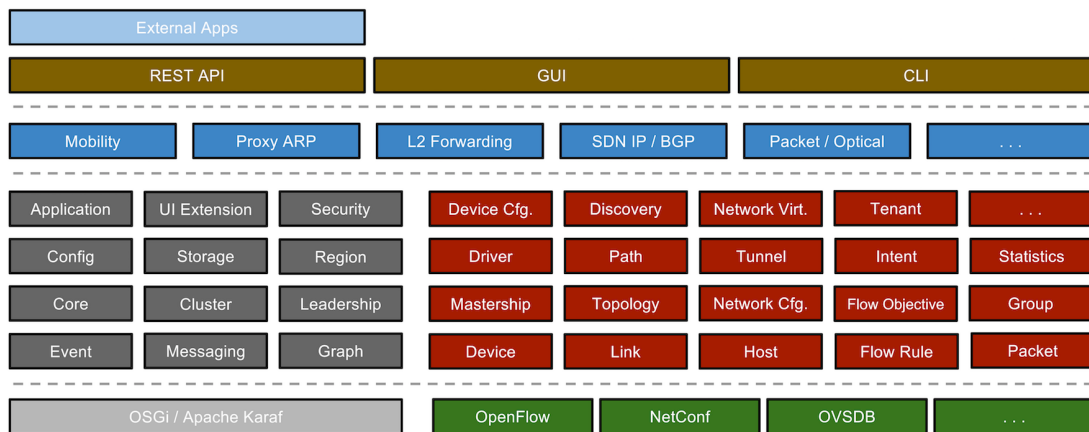 External Apps
REST API GUI CLI
Mobility Proxy ARP L2 Forwarding SDN IP / BGP Packet / Optical . . .
Application UI Extension Security Device Cfg. Discovery Network Virt. Tenant . . .
Config Storage Region Driver Path Tunnel Intent Statistics
Core Cluster Leadership Mastership Topology Network Cfg. Flow Objective Group
Event Messaging Graph Device Link Host Flow Rule Packet
OSGi / Apache Karaf OpenFlow NetConf OVSDB . . .